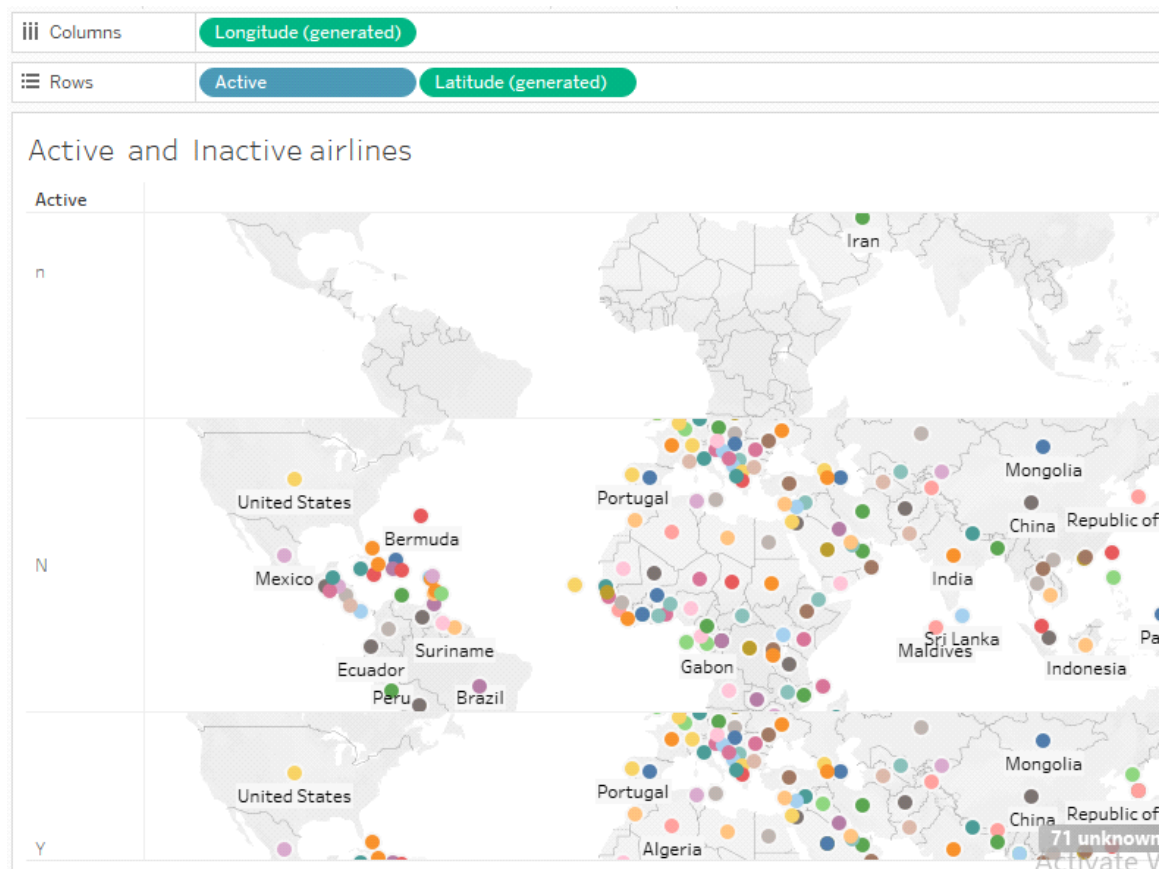 Columns
Longitude (generated)
Rows
Active
Latitude (generated)
Active and Inactive airlines
Active
n
Iran
N
United States
Portugal
Mongolia
Bermuda
China
Republic of
Mexico
India
Suriname
Sri Lanka
Maldives
Ecuador
Gabon
Indonesia
Peru
Brazil
Y
United States
Portugal
Mongolia
China
Republic of
Algeria
71 unknown
Activate